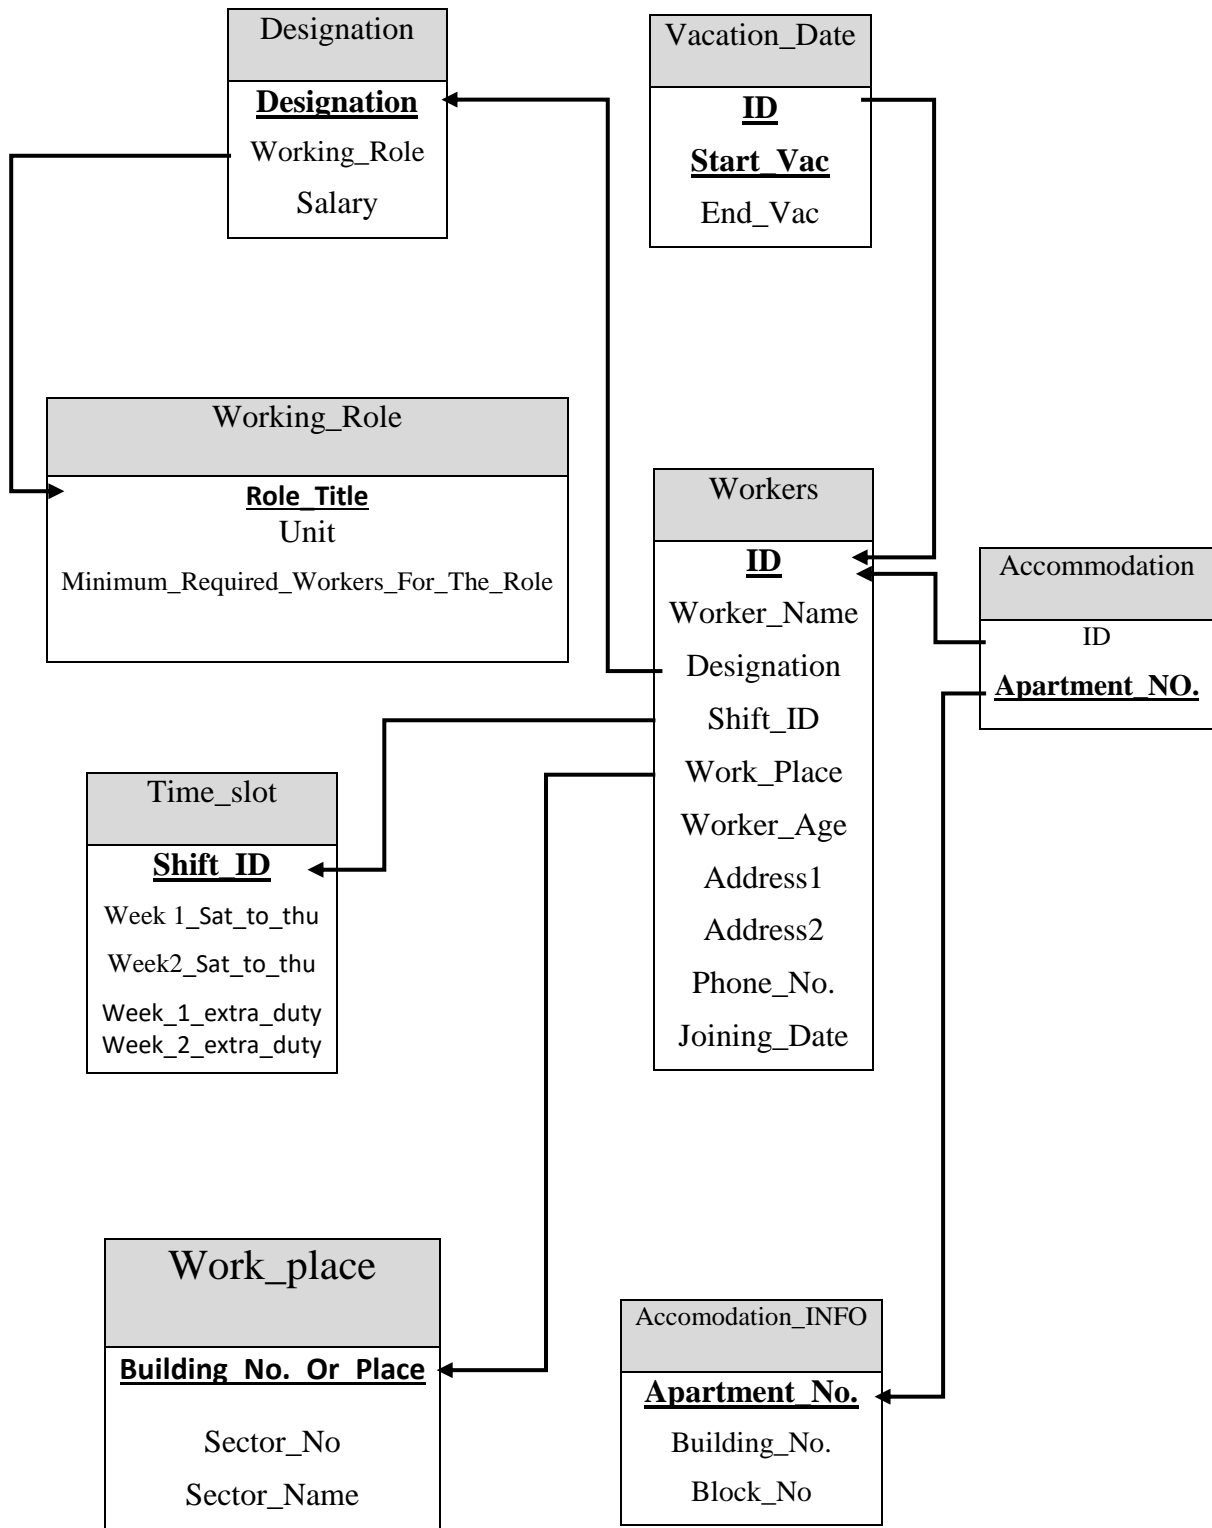 Designation
Designation
Working_Role
Salary
Vacation_Date
ID
Start_Vac
End_Vac
Working_Role
Role_Title
Unit
Minimum_Required_Workers_For_The_Role
Workers
ID
Worker_Name
Designation
Shift_ID
Work_Place
Worker_Age
Address1
Address2
Phone_No.
Joining_Date
Accommodation
ID
Apartment_NO.
Time_slot
Shift_ID
Week 1_Sat_to_thu
Week2_Sat_to_thu
Week_1_extra_duty
Week_2_extra_duty
Work_place
Building_No._Or_Place
Sector_No
Sector_Name
Accomodation_INFO
Apartment_No.
Building_No.
Block_No